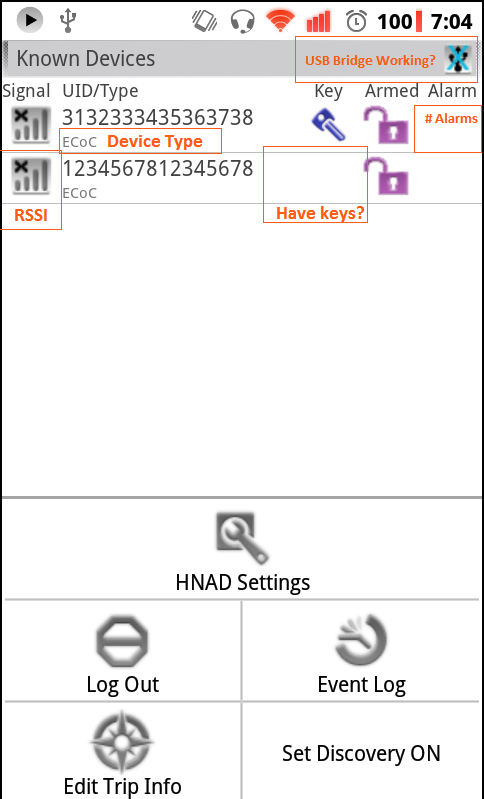 100 7:04
Known Devices USB Bridge Working?
Signal UID/Type Key Armed Alarm
3132333435363738 # Alarms
ECoC Device Type
1234567812345678
ECoC
RSSI Have keys?
HNAD Settings
Log Out Event Log
Edit Trip Info Set Discovery ON